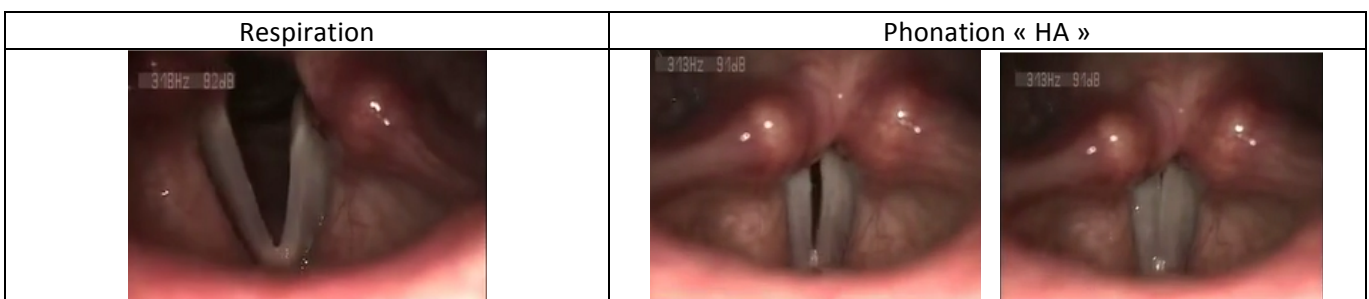 Respiration
Phonation « HA »
318Hz 92dB
313Hz 91dB
313Hz 91dB